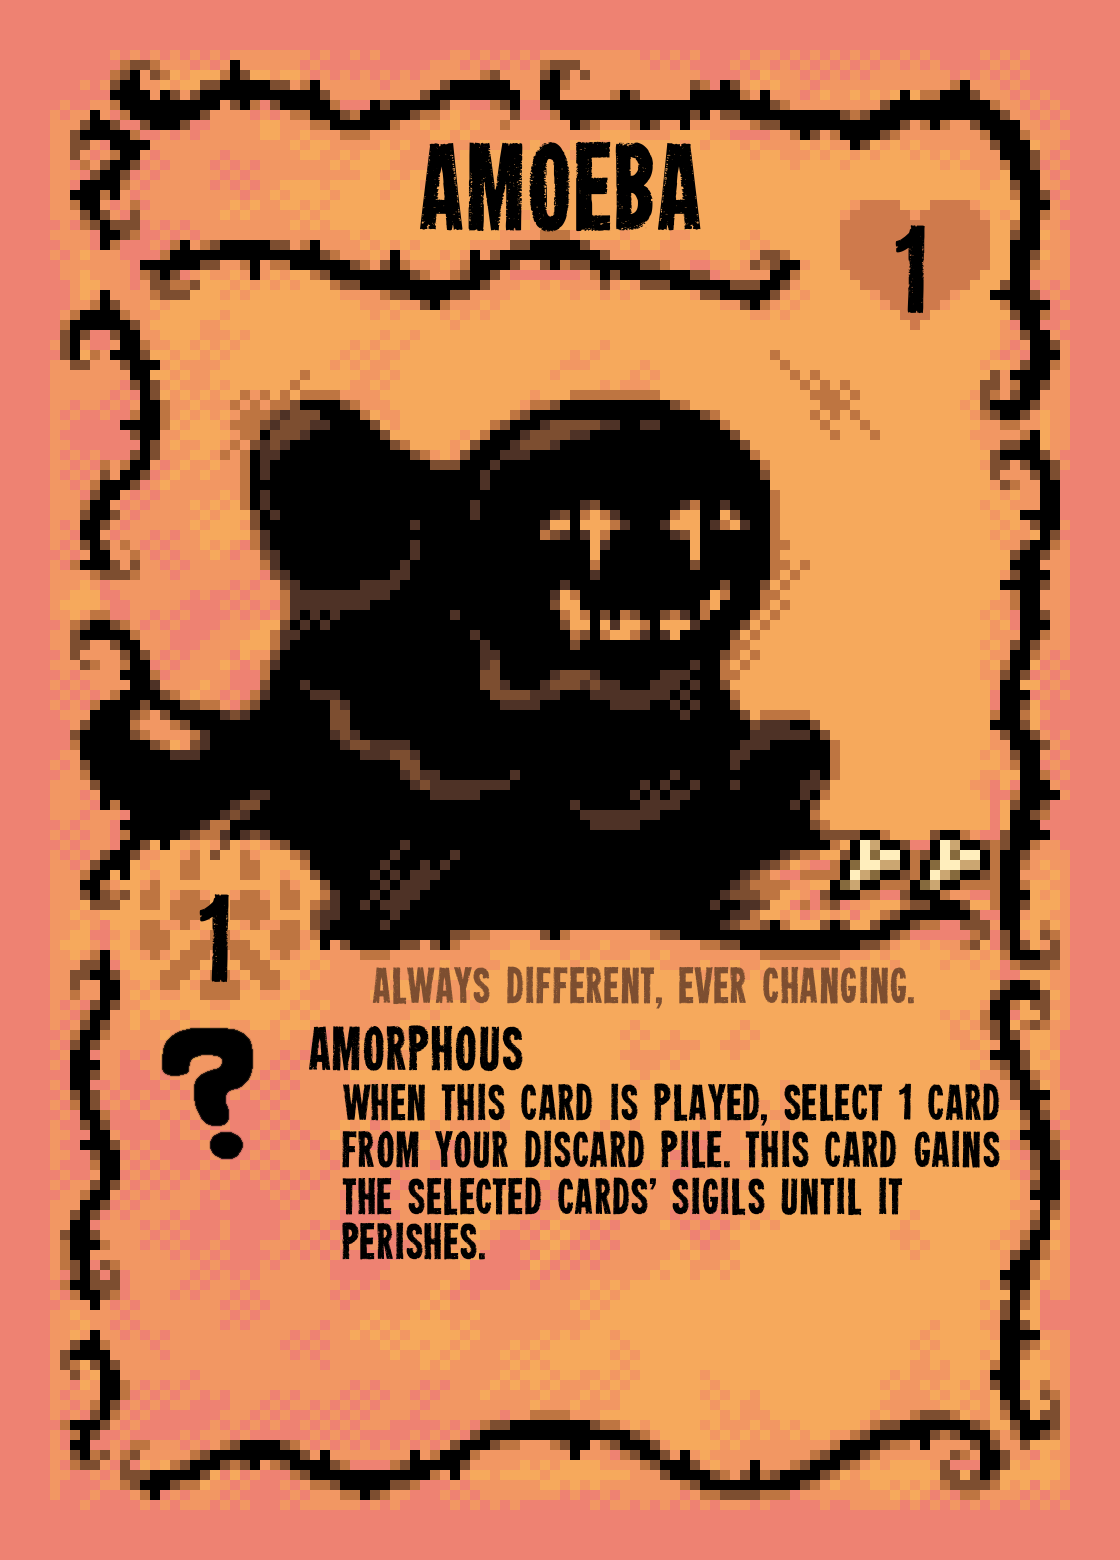 AMOEBA
1
1
ALWAYS DIFFERENT, EVER CHANGING.
?
AMORPHOUS
WHEN THIS CARD IS PLAYED, SELECT 1 CARD
FROM YOUR DISCARD PILE. THIS CARD GAINS
THE SELECTED CARDS' SIGILS UNTIL IT
PERISHES.